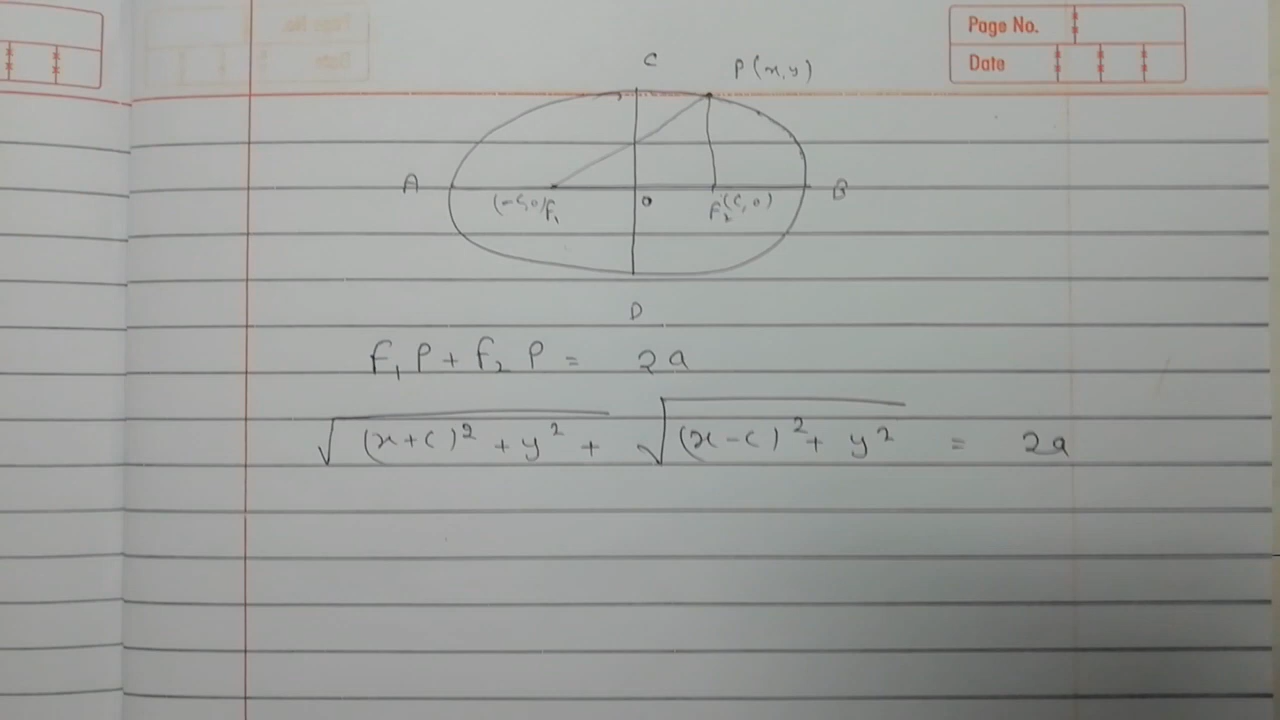 Page No.
Date
C
P(x,y)
A
(-c,0)F₁
O
F₂(c,0)
B
D
F₁P + F₂P = 2a
√(x+c)² + y² + √(x-c)² + y² = 2a